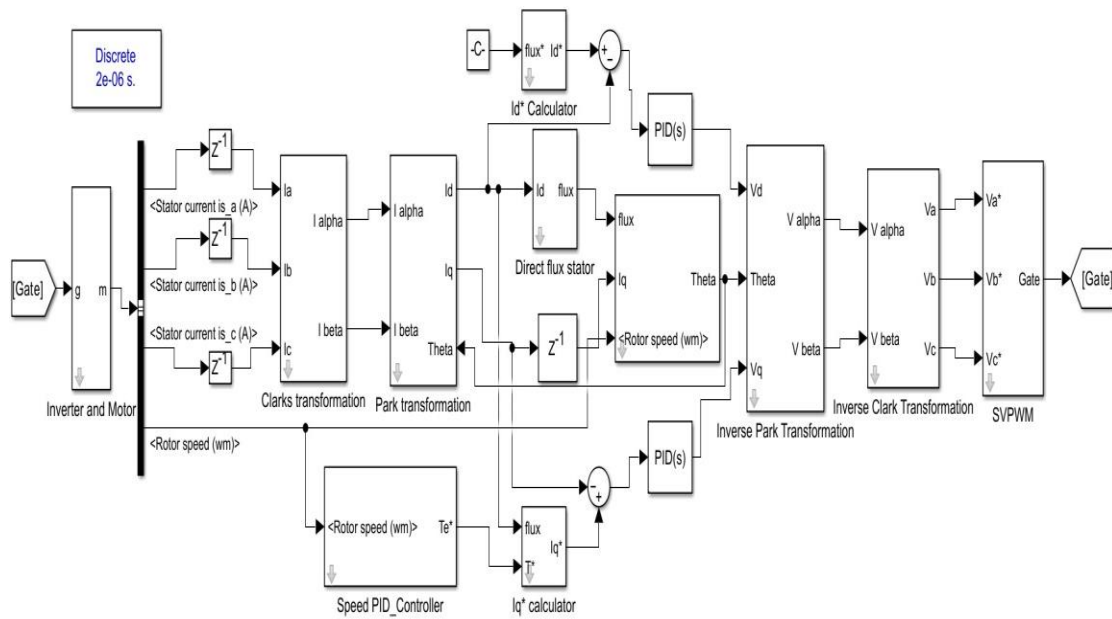 Discrete
2e-06 s.
-C-
flux*
Id*
Id* Calculator
+
−
PID(s)
[Gate]
g
m
Inverter and Motor
Z-1
<Stator current is_a (A)>
Z-1
<Stator current is_b (A)>
<Stator current is_c (A)>
Z-1
<Rotor speed (wm)>
Ia
Ib
Ic
I alpha
I beta
Clarks transformation
I alpha
I beta
Id
Iq
Theta
Park transformation
Id
flux
Direct flux stator
Z-1
flux
Iq
<Rotor speed (wm)>
Theta
Vd
Theta
Vq
V alpha
V beta
Inverse Park Transformation
V alpha
V beta
Va
Vb
Vc
Inverse Clark Transformation
Va*
Vb*
Vc*
Gate
SVPWM
[Gate]
<Rotor speed (wm)>
Te*
Speed PID_Controller
flux
T*
Iq*
Iq* calculator
−
+
PID(s)